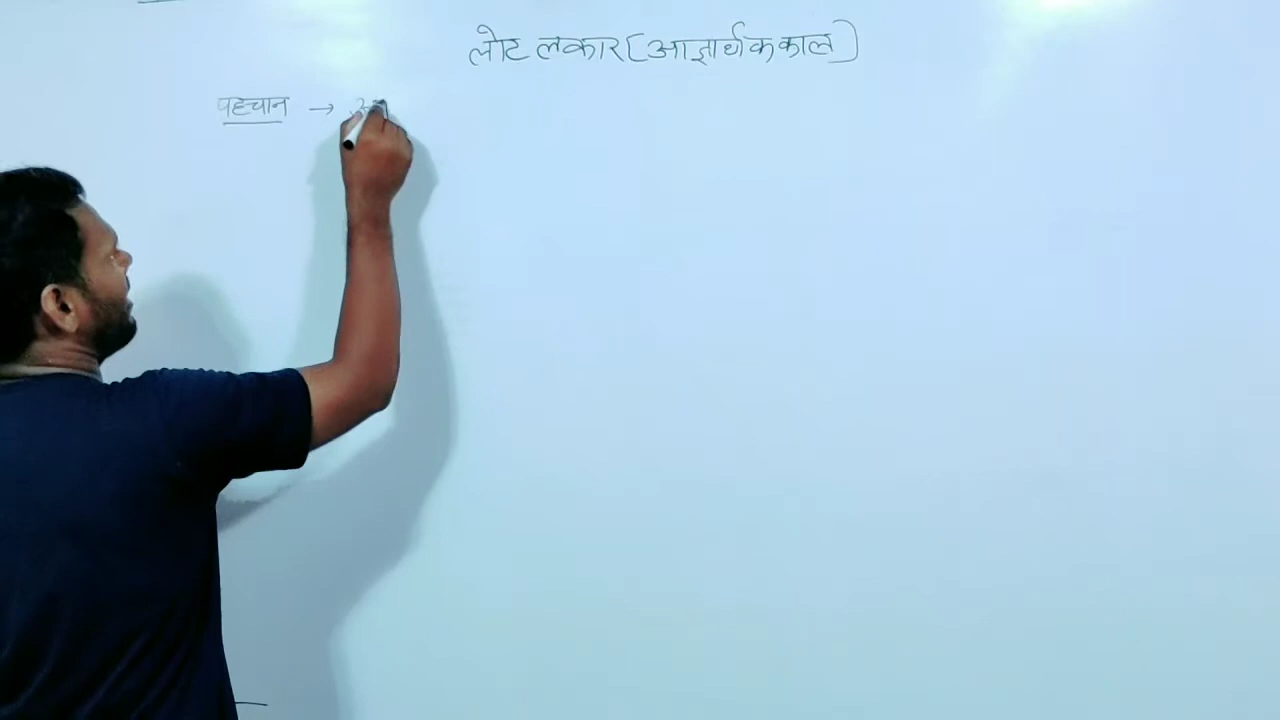 लोट लकार (आज्ञार्थक काल)
पहचान →